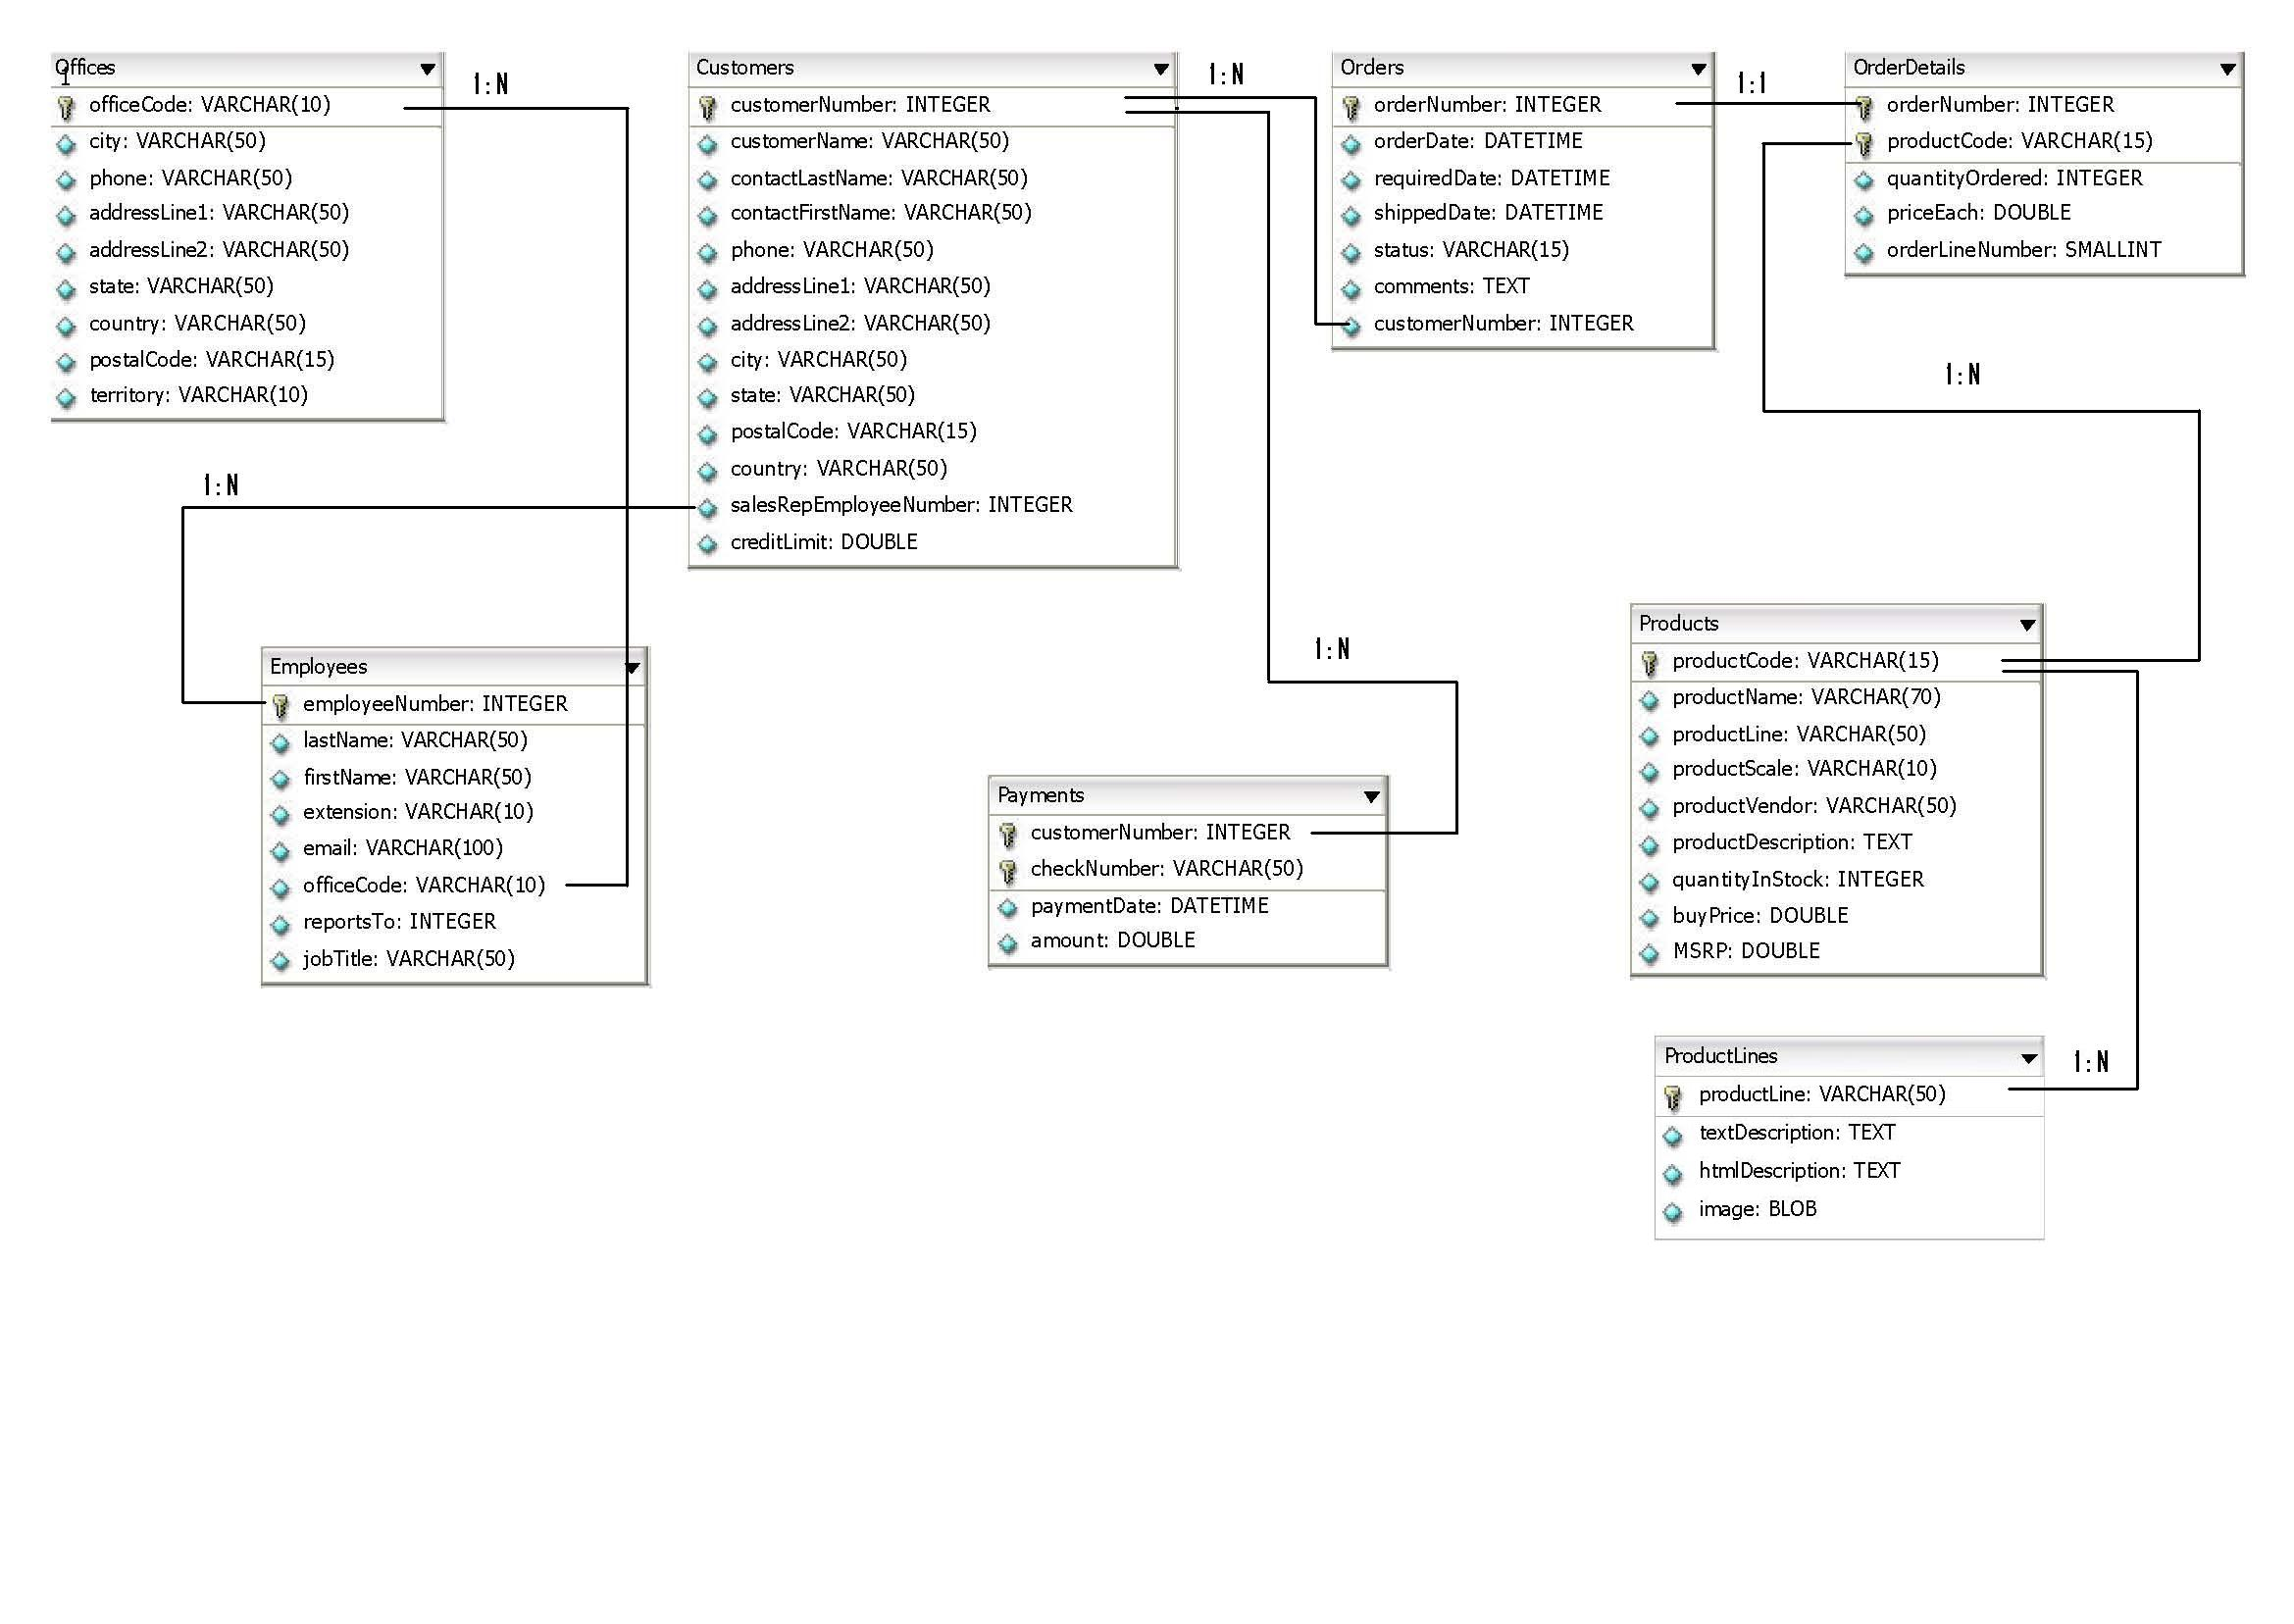 Offices
1
officeCode: VARCHAR(10)
city: VARCHAR(50)
phone: VARCHAR(50)
addressLine1: VARCHAR(50)
addressLine2: VARCHAR(50)
state: VARCHAR(50)
country: VARCHAR(50)
postalCode: VARCHAR(15)
territory: VARCHAR(10)
1:N
Customers
customerNumber: INTEGER
customerName: VARCHAR(50)
contactLastName: VARCHAR(50)
contactFirstName: VARCHAR(50)
phone: VARCHAR(50)
addressLine1: VARCHAR(50)
addressLine2: VARCHAR(50)
city: VARCHAR(50)
state: VARCHAR(50)
postalCode: VARCHAR(15)
country: VARCHAR(50)
salesRepEmployeeNumber: INTEGER
creditLimit: DOUBLE
1:N
Orders
orderNumber: INTEGER
orderDate: DATETIME
requiredDate: DATETIME
shippedDate: DATETIME
status: VARCHAR(15)
comments: TEXT
customerNumber: INTEGER
1:1
OrderDetails
orderNumber: INTEGER
productCode: VARCHAR(15)
quantityOrdered: INTEGER
priceEach: DOUBLE
orderLineNumber: SMALLINT
1:N
1:N
Employees
employeeNumber: INTEGER
lastName: VARCHAR(50)
firstName: VARCHAR(50)
extension: VARCHAR(10)
email: VARCHAR(100)
officeCode: VARCHAR(10)
reportsTo: INTEGER
jobTitle: VARCHAR(50)
1:N
Payments
customerNumber: INTEGER
checkNumber: VARCHAR(50)
paymentDate: DATETIME
amount: DOUBLE
Products
productCode: VARCHAR(15)
productName: VARCHAR(70)
productLine: VARCHAR(50)
productScale: VARCHAR(10)
productVendor: VARCHAR(50)
productDescription: TEXT
quantityInStock: INTEGER
buyPrice: DOUBLE
MSRP: DOUBLE
ProductLines
1:N
productLine: VARCHAR(50)
textDescription: TEXT
htmlDescription: TEXT
image: BLOB